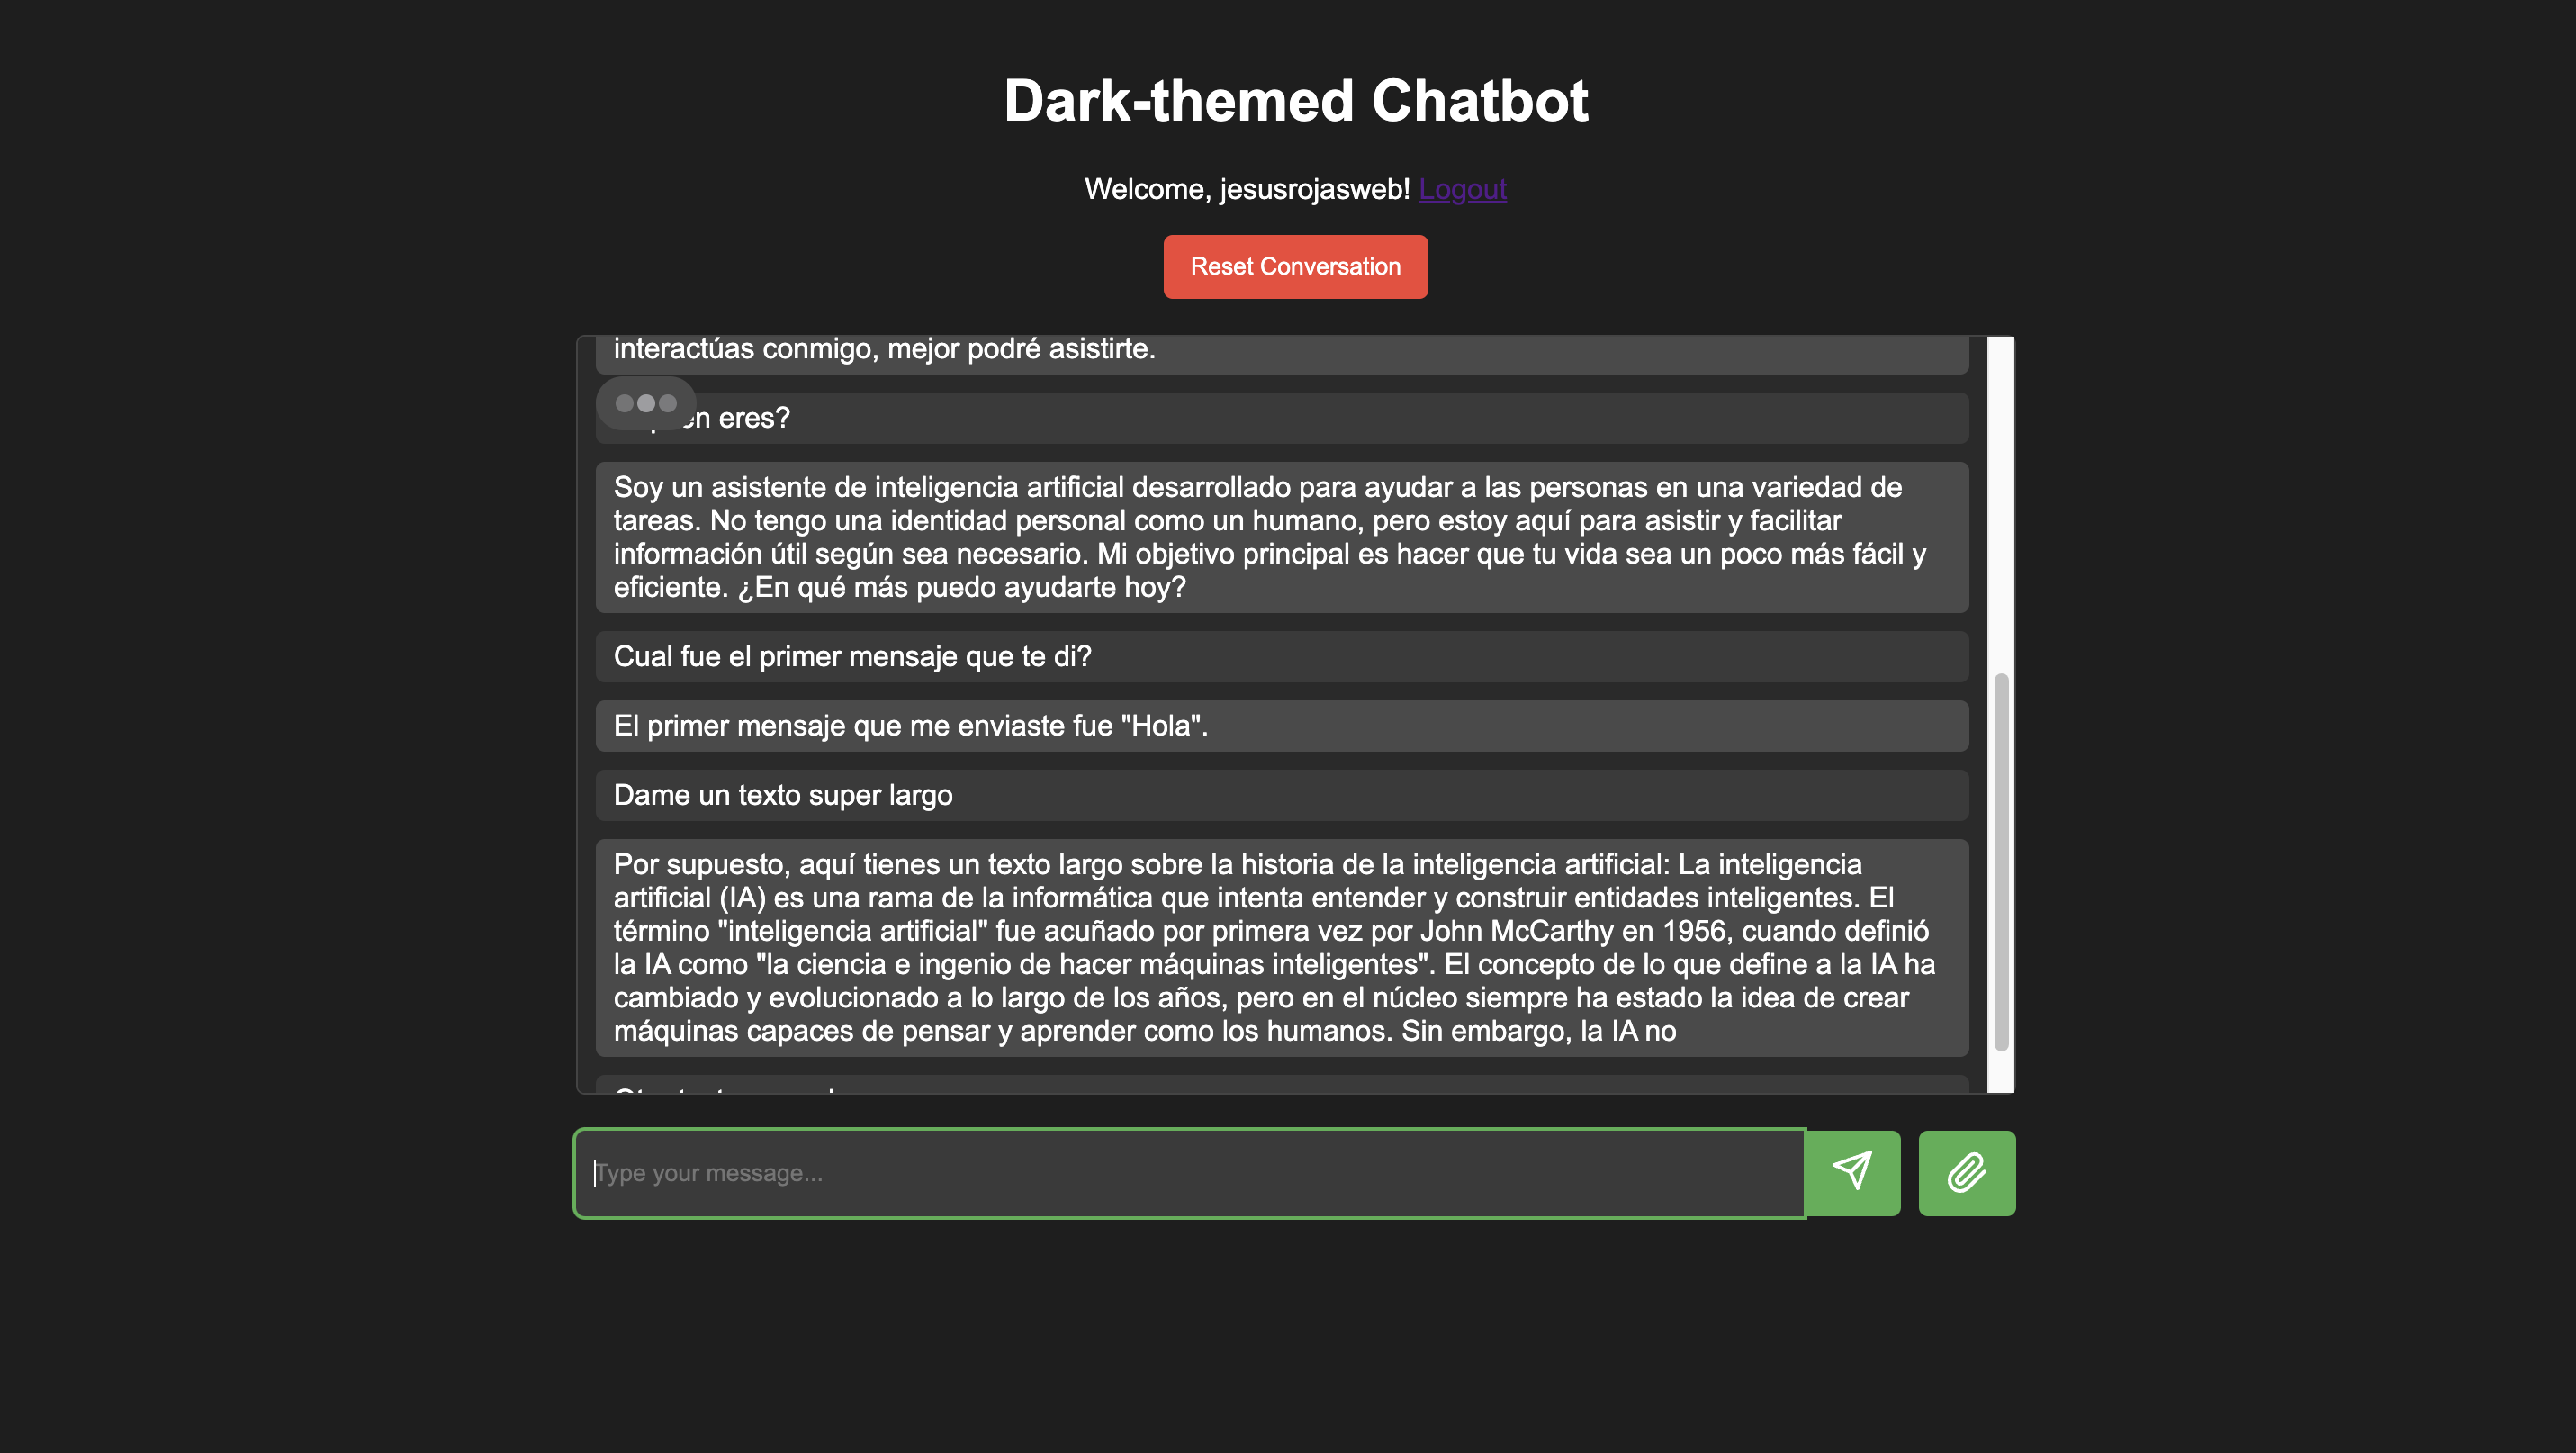 Dark-themed Chatbot
Welcome, jesusrojasweb! Logout
Reset Conversation
interactúas conmigo, mejor podré asistirte.
eres?
Soy un asistente de inteligencia artificial desarrollado para ayudar a las personas en una variedad de
tareas. No tengo una identidad personal como un humano, pero estoy aquí para asistir y facilitar
información útil según sea necesario. Mi objetivo principal es hacer que tu vida sea un poco más fácil y
eficiente. ¿En qué más puedo ayudarte hoy?
Cual fue el primer mensaje que te di?
El primer mensaje que me enviaste fue "Hola".
Dame un texto super largo
Por supuesto, aquí tienes un texto largo sobre la historia de la inteligencia artificial: La inteligencia
artificial (IA) es una rama de la informática que intenta entender y construir entidades inteligentes. El
término "inteligencia artificial" fue acuñado por primera vez por John McCarthy en 1956, cuando definió
la IA como "la ciencia e ingenio de hacer máquinas inteligentes". El concepto de lo que define a la IA ha
cambiado y evolucionado a lo largo de los años, pero en el núcleo siempre ha estado la idea de crear
máquinas capaces de pensar y aprender como los humanos. Sin embargo, la IA no
Type your message...